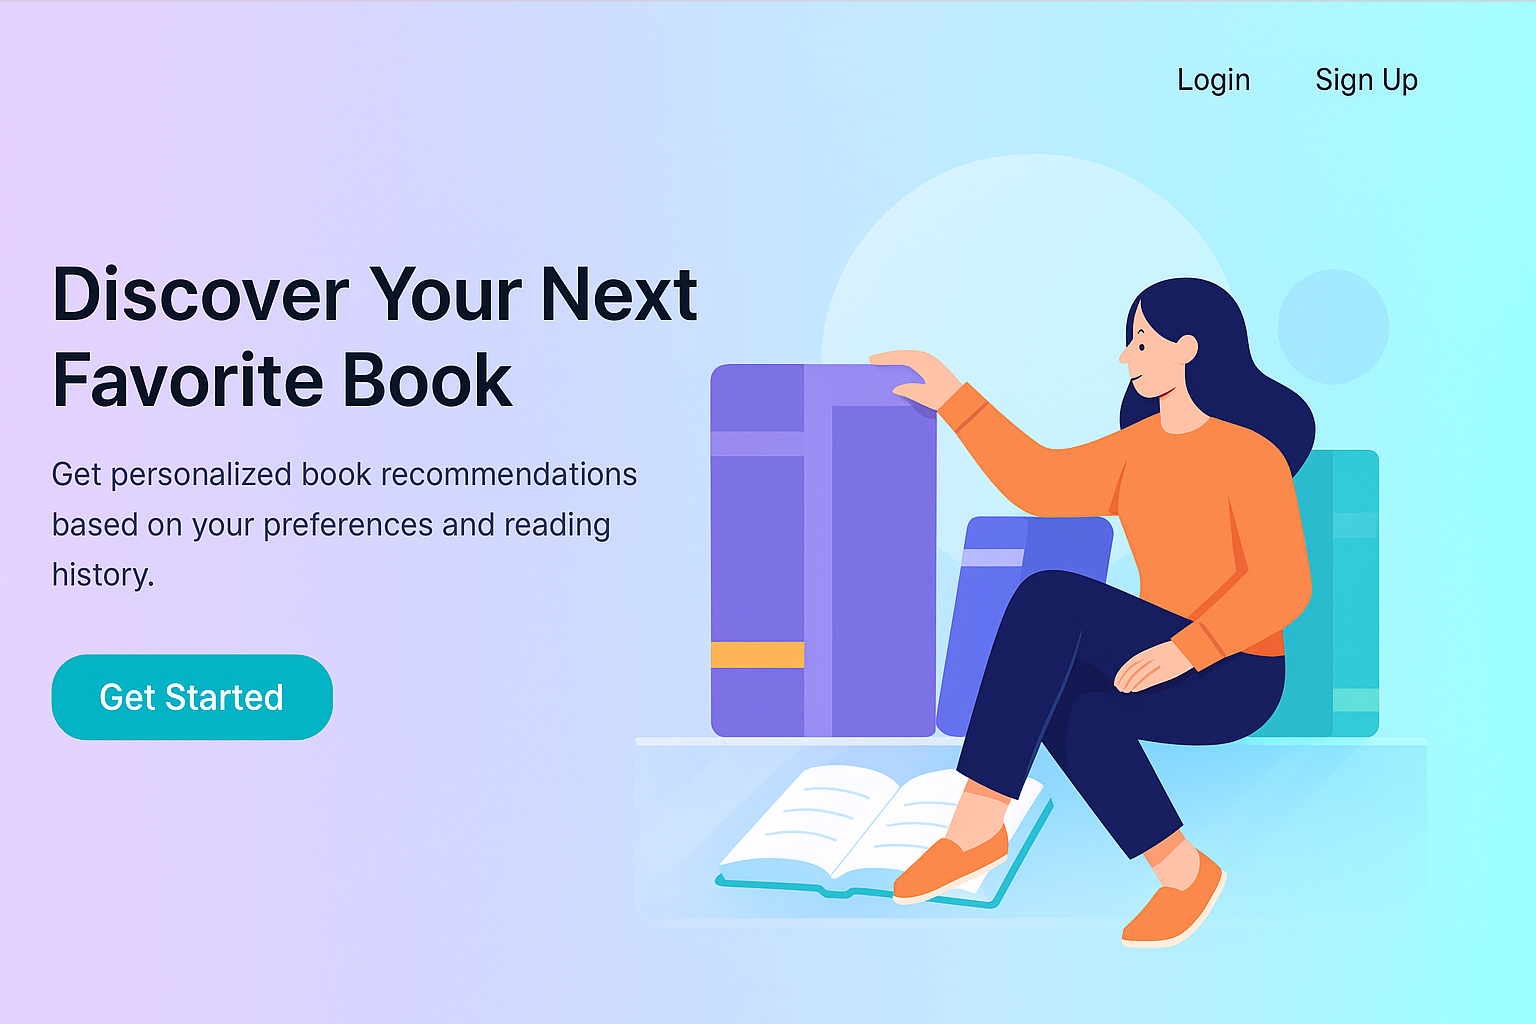 Login
Sign Up
Discover Your Next
Favorite Book
Get personalized book recommendations
based on your preferences and reading
history.
Get Started